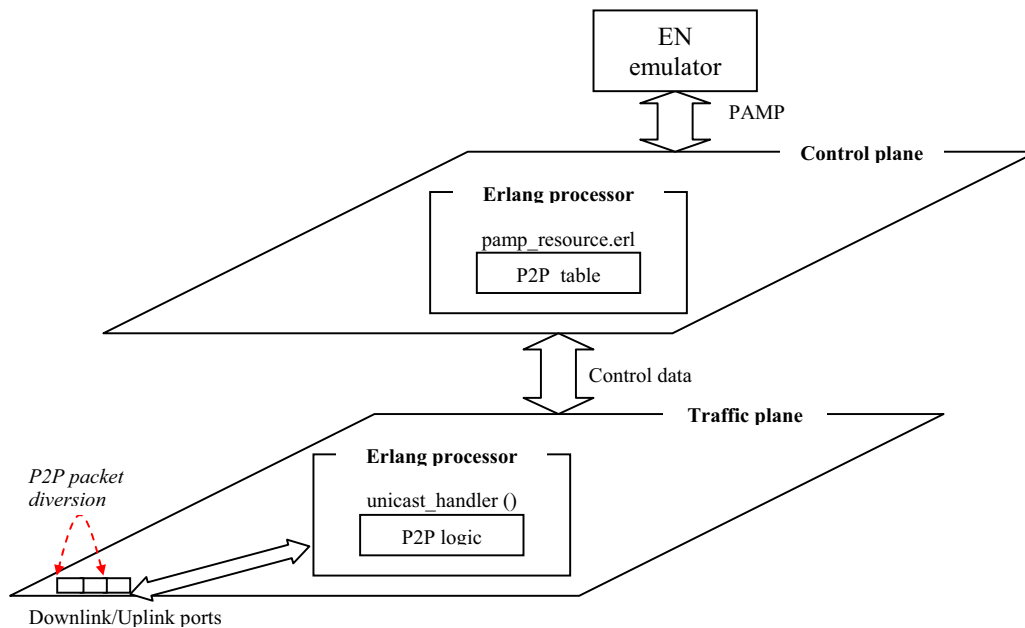 EN
emulator
PAMP
Control plane
Erlang processor
pamp_resource.erl
P2P table
Control data
Traffic plane
Erlang processor
P2P packet
diversion
unicast_handler ()
P2P logic
Downlink/Uplink ports